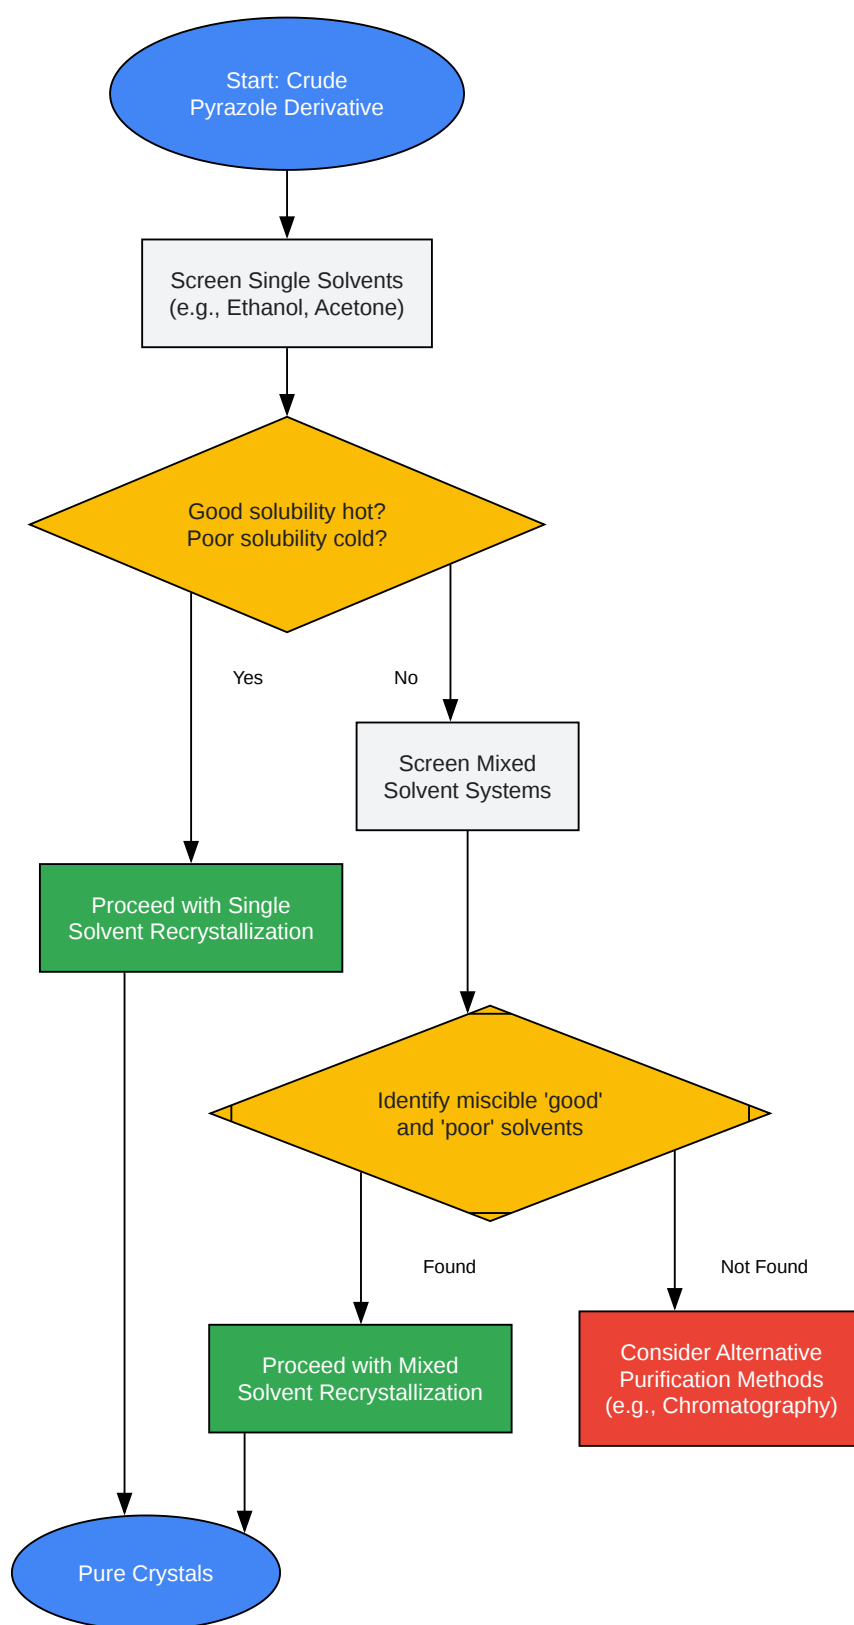 Start: Crude
Pyrazole Derivative
Screen Single Solvents
(e.g., Ethanol, Acetone)
Good solubility hot?
Poor solubility cold?
Yes
No
Screen Mixed
Solvent Systems
Proceed with Single
Solvent Recrystallization
Identify miscible 'good'
and 'poor' solvents
Found
Not Found
Proceed with Mixed
Solvent Recrystallization
Consider Alternative
Purification Methods
(e.g., Chromatography)
Pure Crystals